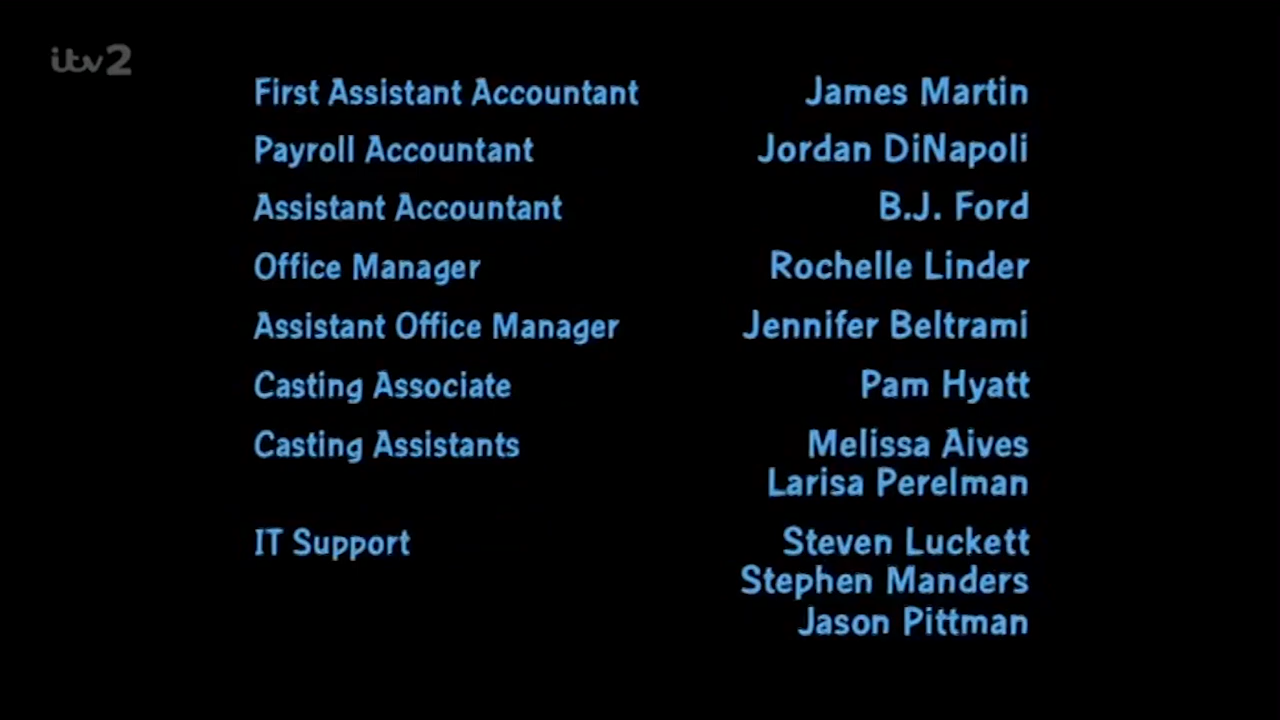 itv2
First Assistant Accountant James Martin
Payroll Accountant Jordan DiNapoli
Assistant Accountant B.J. Ford
Office Manager Rochelle Linder
Assistant Office Manager Jennifer Beltrami
Casting Associate Pam Hyatt
Casting Assistants Melissa Aives
Larisa Perelman
IT Support Steven Luckett
Stephen Manders
Jason Pittman